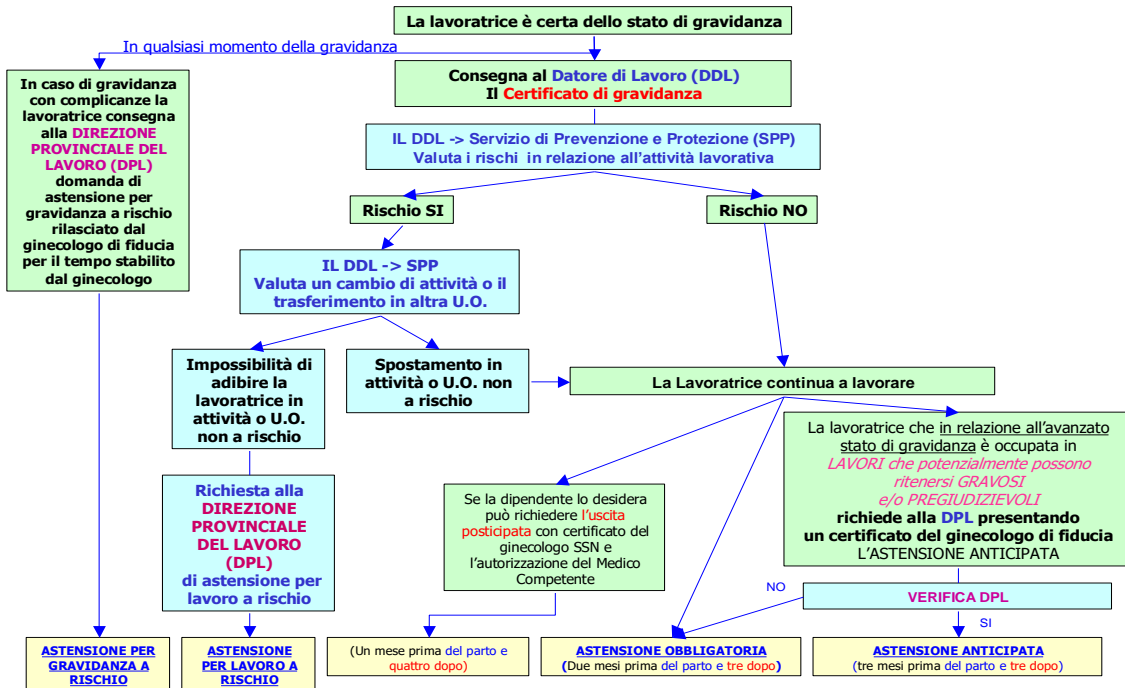 La lavoratrice è certa dello stato di gravidanza
In qualsiasi momento della gravidanza
In caso di gravidanza
con complicanze la
lavoratrice consegna
alla DIREZIONE
PROVINCIALE DEL
LAVORO (DPL)
domanda di
astensione per
gravidanza a rischio
rilasciato dal
ginecologo di fiducia
per il tempo stabilito
dal ginecologo
Consegna al Datore di Lavoro (DDL)
Il Certificato di gravidanza
IL DDL -> Servizio di Prevenzione e Protezione (SPP)
Valuta i rischi in relazione all'attività lavorativa
Rischio SI
Rischio NO
IL DDL -> SPP
Valuta un cambio di attività o il
trasferimento in altra U.O.
Impossibilità di
adibire la
lavoratrice in
attività o U.O.
non a rischio
Spostamento in
attività o U.O. non
a rischio
La Lavoratrice continua a lavorare
Richiesta alla
DIREZIONE
PROVINCIALE
DEL LAVORO
(DPL)
di astensione per
lavoro a rischio
Se la dipendente lo desidera
può richiedere l'uscita
posticipata con certificato del
ginecologo SSN e
l'autorizzazione del Medico
Competente
La lavoratrice che in relazione all'avanzato
stato di gravidanza è occupata in
LAVORI che potenzialmente possono
ritenersi GRAVOSI
e/o PREGIUDIZIEVOLI
richiede alla DPL presentando
un certificato del ginecologo di fiducia
L'ASTENSIONE ANTICIPATA
NO
VERIFICA DPL
SI
ASTENSIONE PER
GRAVIDANZA A
RISCHIO
ASTENSIONE
PER LAVORO A
RISCHIO
(Un mese prima del parto e
quattro dopo)
ASTENSIONE OBBLIGATORIA
(Due mesi prima del parto e tre dopo)
ASTENSIONE ANTICIPATA
(tre mesi prima del parto e tre dopo)